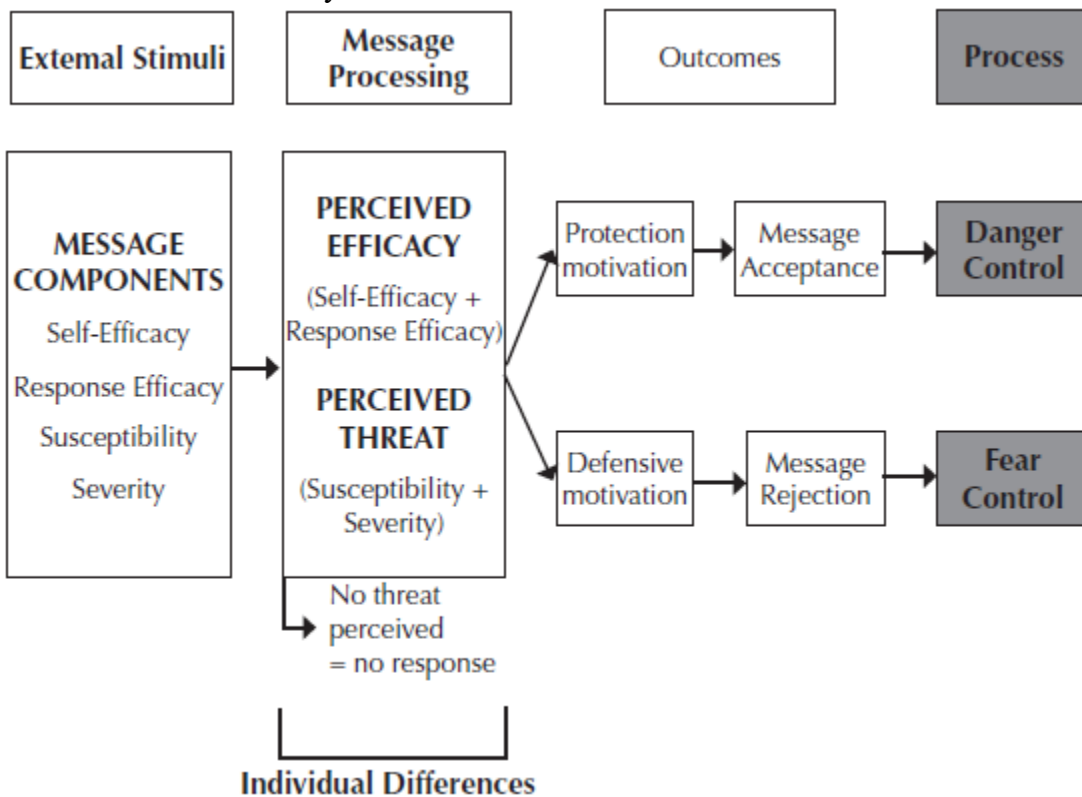 External Stimuli
Message
Processing
Outcomes
Process
MESSAGE
COMPONENTS
Self-Efficacy
Response Efficacy
Susceptibility
Severity
PERCEIVED
EFFICACY
(Self-Efficacy +
Response Efficacy)
PERCEIVED
THREAT
(Susceptibility +
Severity)
No threat
perceived
= no response
Protection
motivation
Message
Acceptance
Danger
Control
Defensive
motivation
Message
Rejection
Fear
Control
Individual Differences